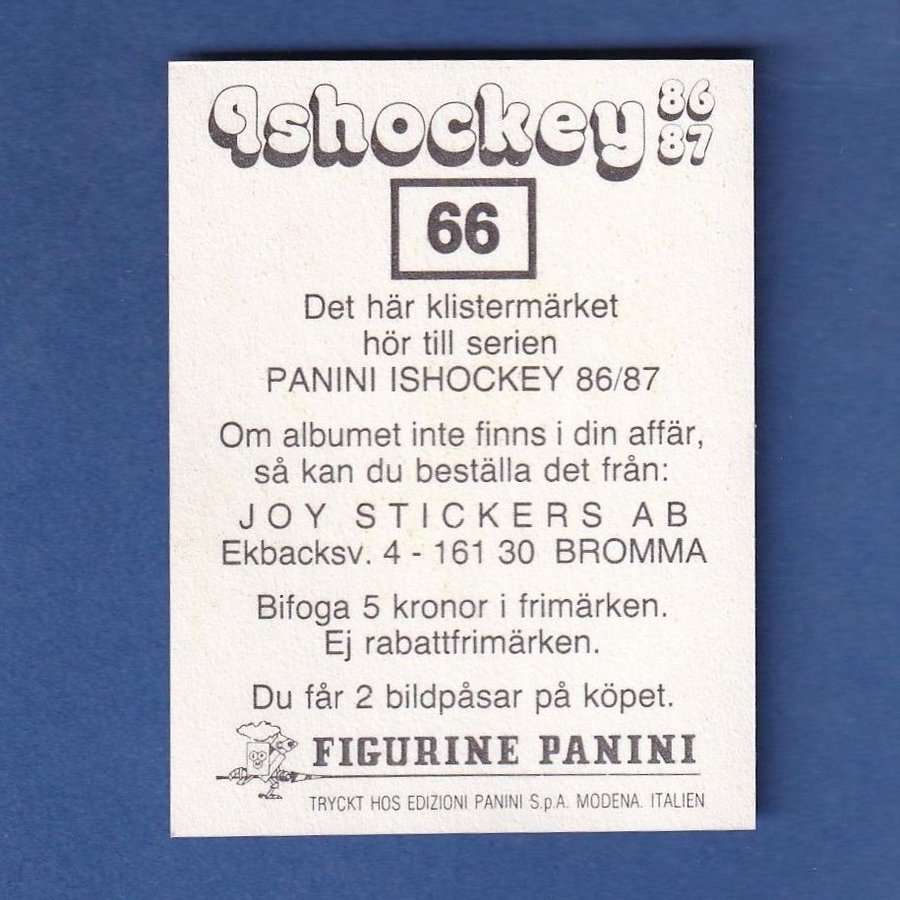 Ishockey 86
87
66
Det här klistermärket
hör till serien
PANINI ISHOCKEY 86/87
Om albumet inte finns i din affär,
så kan du beställa det från:
JOY STICKERS AB
Ekbacksv. 4 - 161 30 BROMMA
Bifoga 5 kronor i frimärken.
Ej rabattfrimärken.
Du får 2 bildpåsar på köpet.
FIGURINE PANINI
TRYCKT HOS EDIZIONI PANINI S.p.A. MODENA. ITALIEN